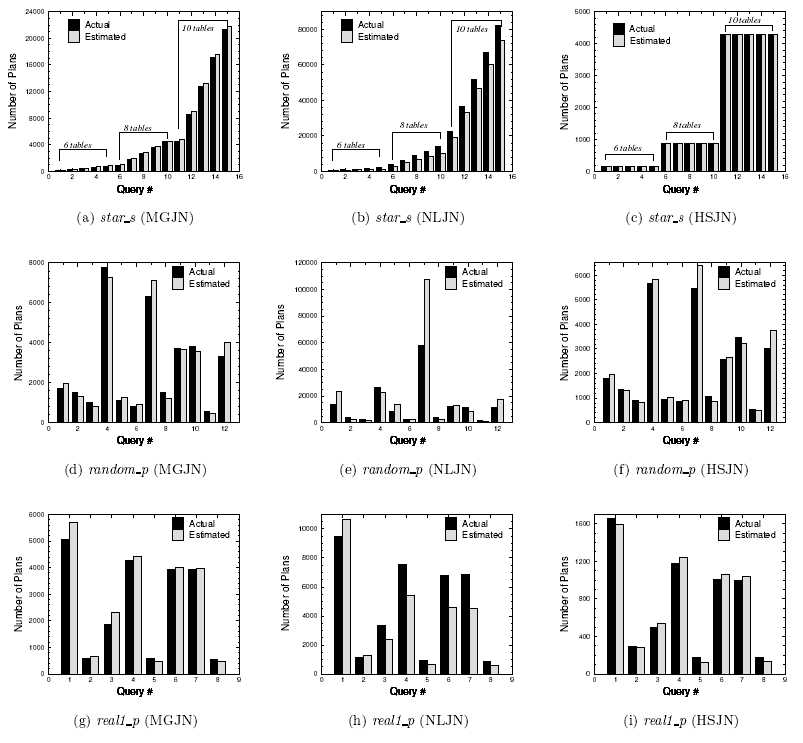 24000
20000
16000
12000
8000
4000
0
Number of Plans
Actual
Estimated
6 tables
8 tables
10 tables
0 2 4 6 8 10 12 14 16
Query #
(a) star_s (MGJN)
80000
60000
40000
20000
0
Number of Plans
Actual
Estimated
6 tables
8 tables
10 tables
0 2 4 6 8 10 12 14 16
Query #
(b) star_s (NLJN)
5000
4000
3000
2000
1000
0
Number of Plans
Actual
Estimated
6 tables
8 tables
10 tables
0 2 4 6 8 10 12 14 16
Query #
(c) star_s (HSJN)
8000
6000
4000
2000
0
Number of Plans
Actual
Estimated
0 2 4 6 8 10 12
Query #
(d) random_p (MGJN)
120000
100000
80000
60000
40000
20000
0
Number of Plans
Actual
Estimated
0 2 4 6 8 10 12
Query #
(e) random_p (NLJN)
6000
5000
4000
3000
2000
1000
0
Number of Plans
Actual
Estimated
0 2 4 6 8 10 12
Query #
(f) random_p (HSJN)
6000
5000
4000
3000
2000
1000
0
Number of Plans
Actual
Estimated
0 1 2 3 4 5 6 7 8 9
Query #
(g) real1_p (MGJN)
10000
8000
6000
4000
2000
0
Number of Plans
Actual
Estimated
0 1 2 3 4 5 6 7 8 9
Query #
(h) real1_p (NLJN)
1600
1200
800
400
0
Number of Plans
Actual
Estimated
0 1 2 3 4 5 6 7 8 9
Query #
(i) real1_p (HSJN)